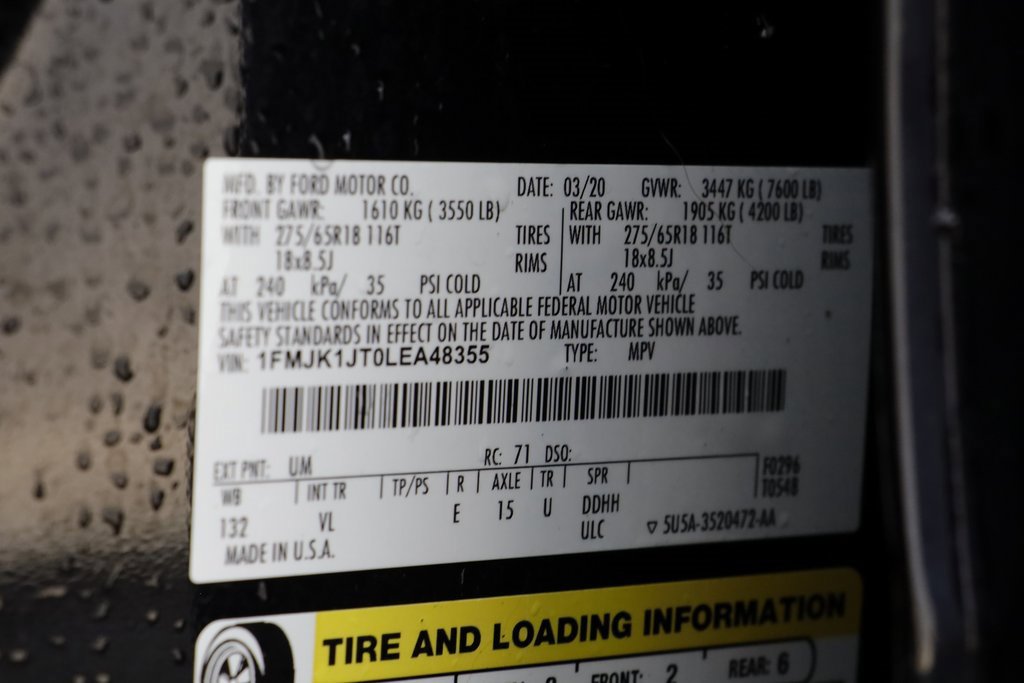 MFD. BY FORD MOTOR CO. DATE: 03/20 GVWR: 3447 KG ( 7600 LB)
FRONT GAWR: 1610 KG ( 3550 LB) REAR GAWR: 1905 KG ( 4200 LB)
WITH 275/65R18 116T TIRES WITH 275/65R18 116T TIRES
18x8.5J RIMS 18x8.5J RIMS
AT 240 kPa/ 35 PSI COLD AT 240 kPa/ 35 PSI COLD
THIS VEHICLE CONFORMS TO ALL APPLICABLE FEDERAL MOTOR VEHICLE
SAFETY STANDARDS IN EFFECT ON THE DATE OF MANUFACTURE SHOWN ABOVE.
VIN: 1FMJK1JT0LEA48355 TYPE: MPV
EXT PNT: UM RC: 71 DSO: F0296
WB INT TR TP/PS R AXLE TR SPR T0548
132 VL E 15 U DDHH
ULC ▽ 5U5A-3520472-AA
MADE IN U.S.A.
TIRE AND LOADING INFORMATION
FRONT: 2 REAR: 6